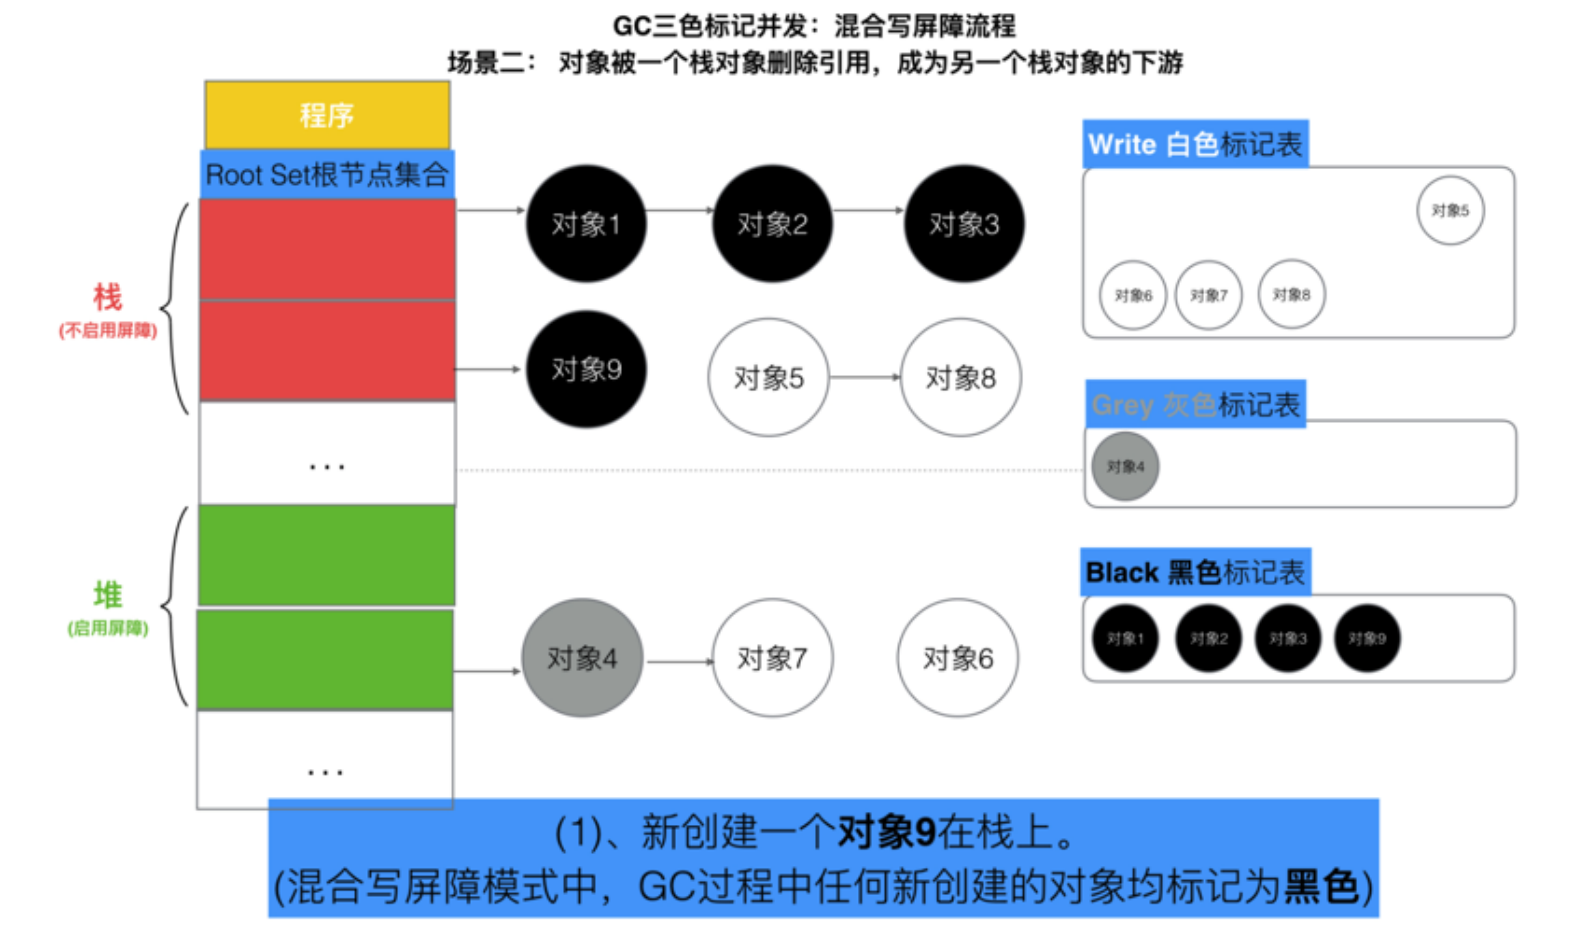 GC三色标记并发：混合写屏障流程
场景二： 对象被一个栈对象删除引用，成为另一个栈对象的下游
程序
Root Set根节点集合
栈
(不启用屏障)
...
堆
(启用屏障)
...
对象1
对象2
对象3
对象9
对象5
对象8
对象4
对象7
对象6
Write 白色标记表
对象5
对象6
对象7
对象8
Grey 灰色标记表
对象4
Black 黑色标记表
对象1
对象2
对象3
对象9
(1)、新创建一个对象9在栈上。
(混合写屏障模式中，GC过程中任何新创建的对象均标记为黑色)